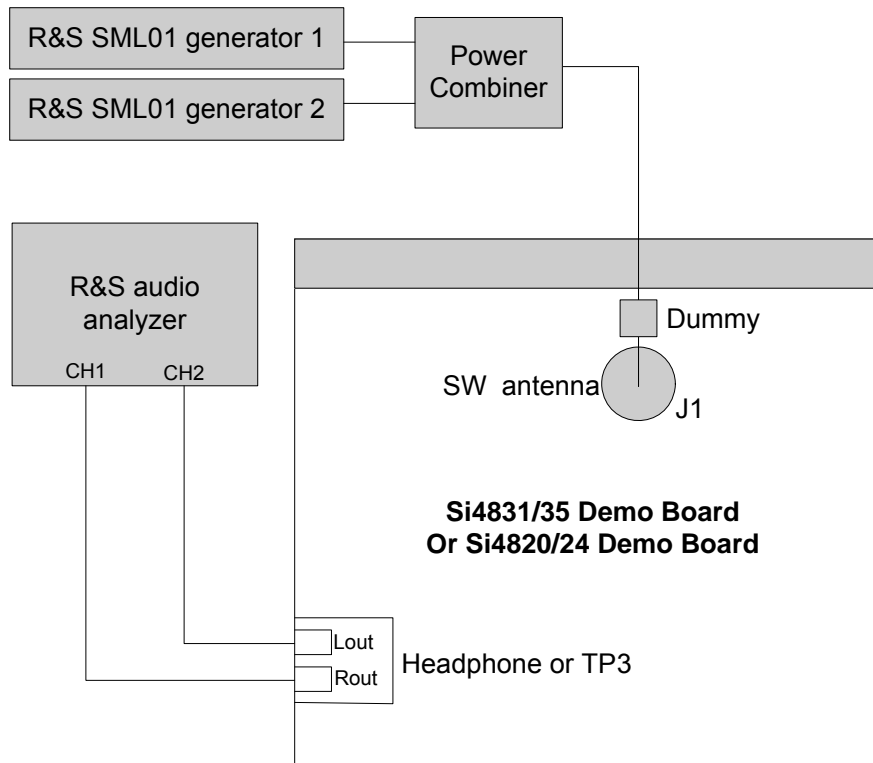 R&S SML01 generator 1
R&S SML01 generator 2
Power
Combiner
R&S audio
analyzer
CH1
CH2
Dummy
SW antenna
J1
Si4831/35 Demo Board
Or Si4820/24 Demo Board
Lout
Rout
Headphone or TP3